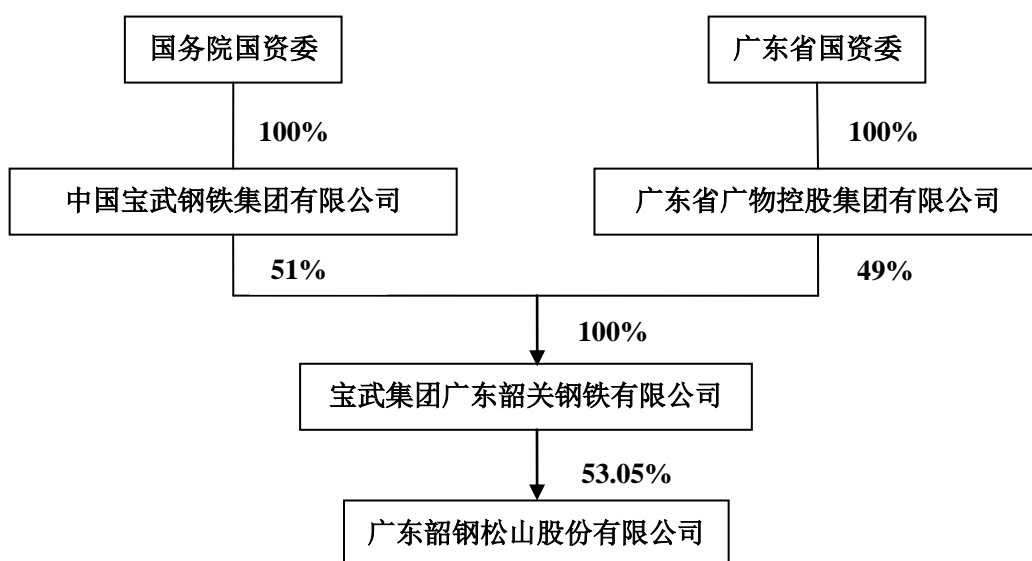 国务院国资委
广东省国资委
100%
100%
中国宝武钢铁集团有限公司
广东省广物控股集团有限公司
51%
49%
100%
宝武集团广东韶关钢铁有限公司
53.05%
广东韶钢松山股份有限公司